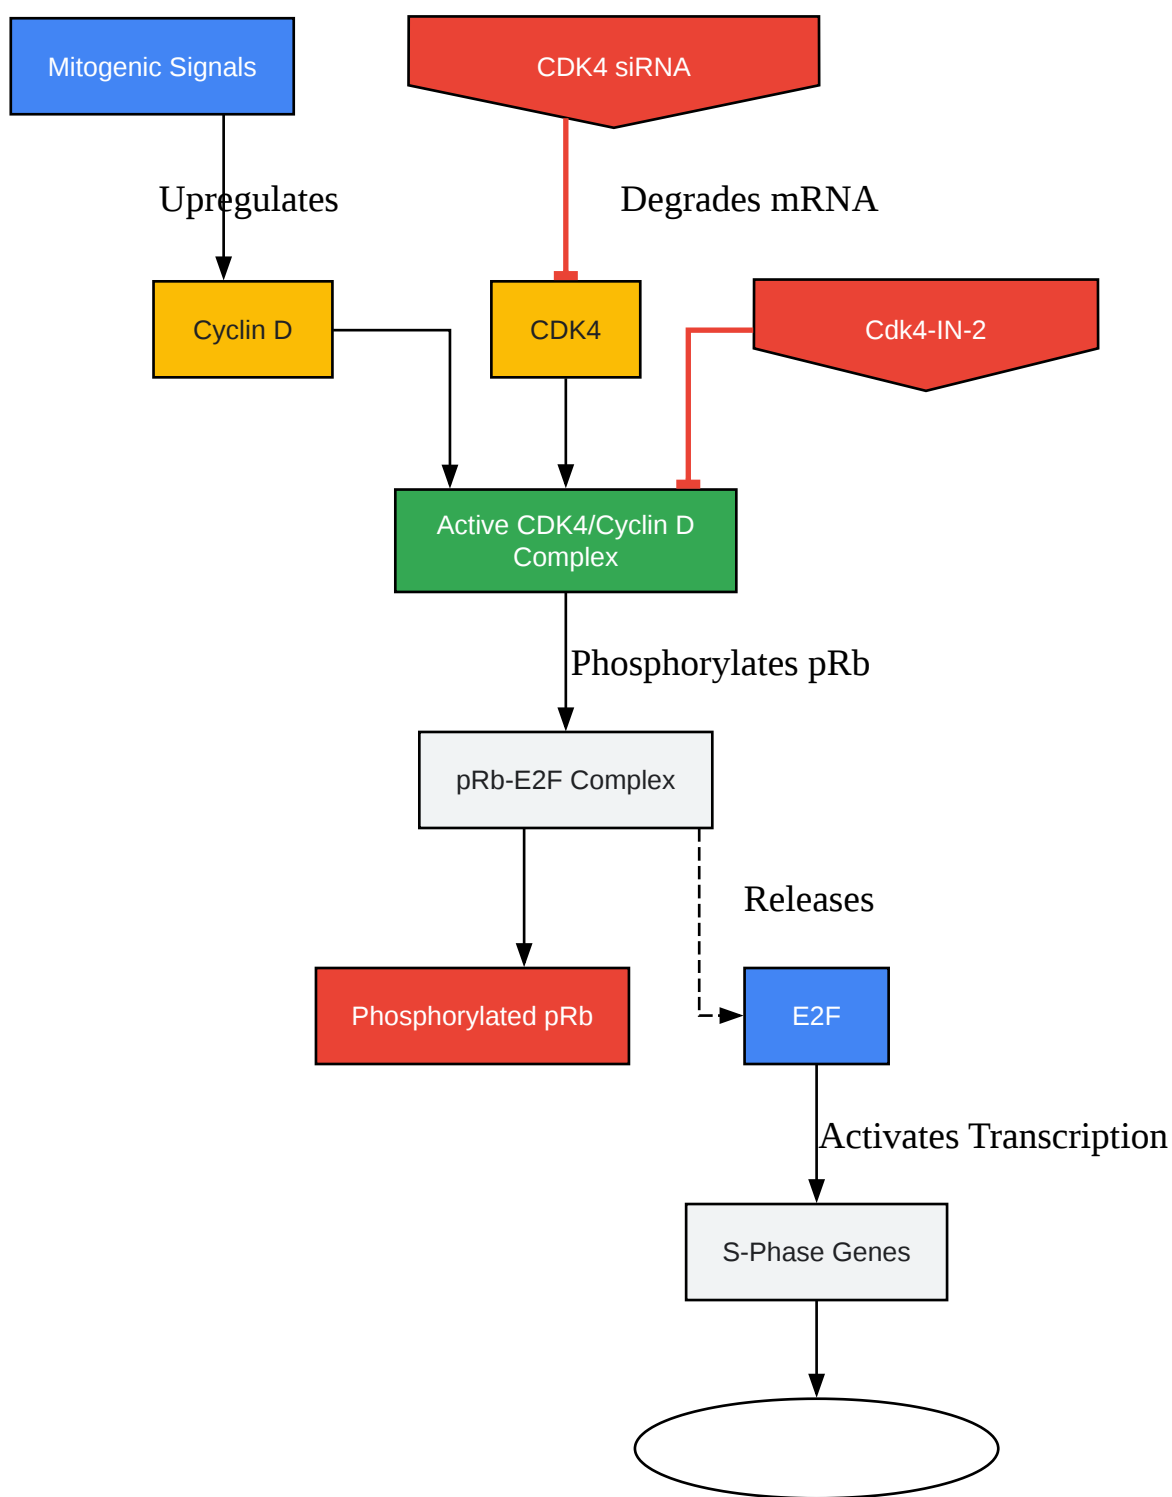 Mitogenic Signals
CDK4 siRNA
Upregulates
Degrades mRNA
Cyclin D
CDK4
Cdk4-IN-2
Active CDK4/Cyclin D
Complex
Phosphorylates pRb
pRb-E2F Complex
Releases
Phosphorylated pRb
E2F
Activates Transcription
S-Phase Genes